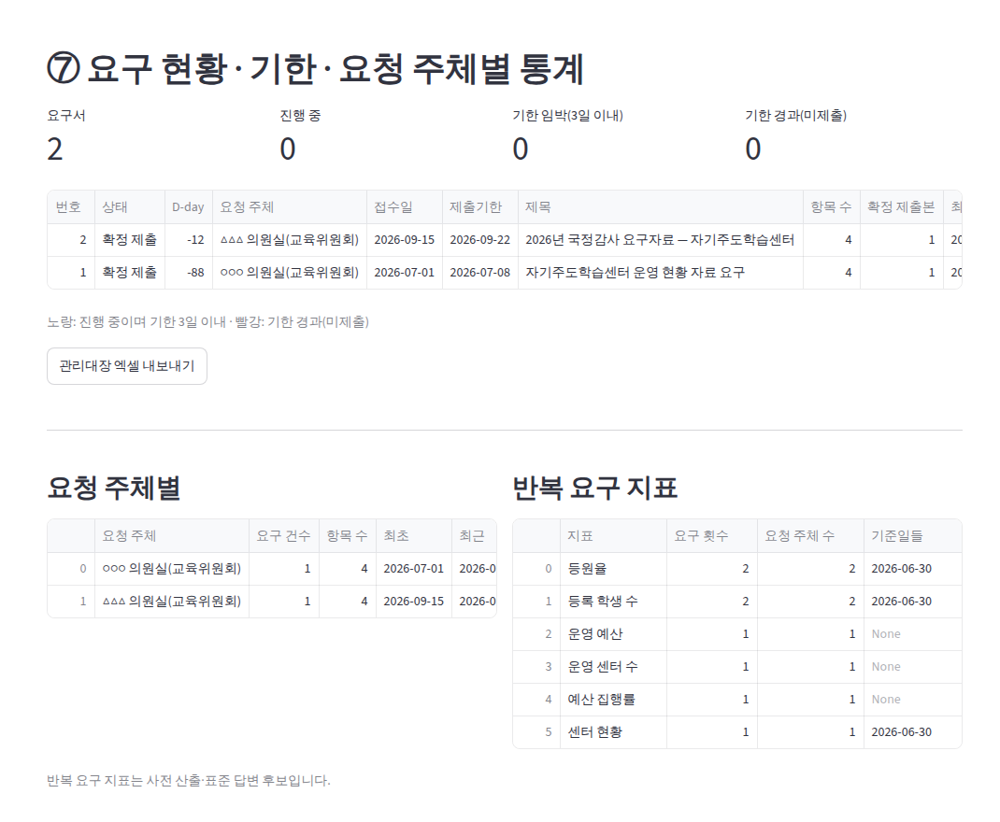 ⑦ 요구 현황 · 기한 · 요청 주체별 통계
요구서 진행 중 기한 임박(3일 이내) 기한 경과(미제출)
2 0 0 0
번호 상태 D-day 요청 주체 접수일 제출기한 제목 항목 수 확정 제출본 최
2 확정 제출 -12 △△△ 의원실(교육위원회) 2026-09-15 2026-09-22 2026년 국정감사 요구자료 — 자기주도학습센터 4 1 20
1 확정 제출 -88 ○○○ 의원실(교육위원회) 2026-07-01 2026-07-08 자기주도학습센터 운영 현황 자료 요구 4 1 20
노랑: 진행 중이며 기한 3일 이내 · 빨강: 기한 경과(미제출)
관리대장 엑셀 내보내기
요청 주체별
요청 주체 요구 건수 항목 수 최초 최근
0 ○○○ 의원실(교육위원회) 1 4 2026-07-01 2026-0
1 △△△ 의원실(교육위원회) 1 4 2026-09-15 2026-0
반복 요구 지표
지표 요구 횟수 요청 주체 수 기준일들
0 등원율 2 2 2026-06-30
1 등록 학생 수 2 2 2026-06-30
2 운영 예산 1 1 None
3 운영 센터 수 1 1 None
4 예산 집행률 1 1 None
5 센터 현황 1 1 2026-06-30
반복 요구 지표는 사전 산출·표준 답변 후보입니다.